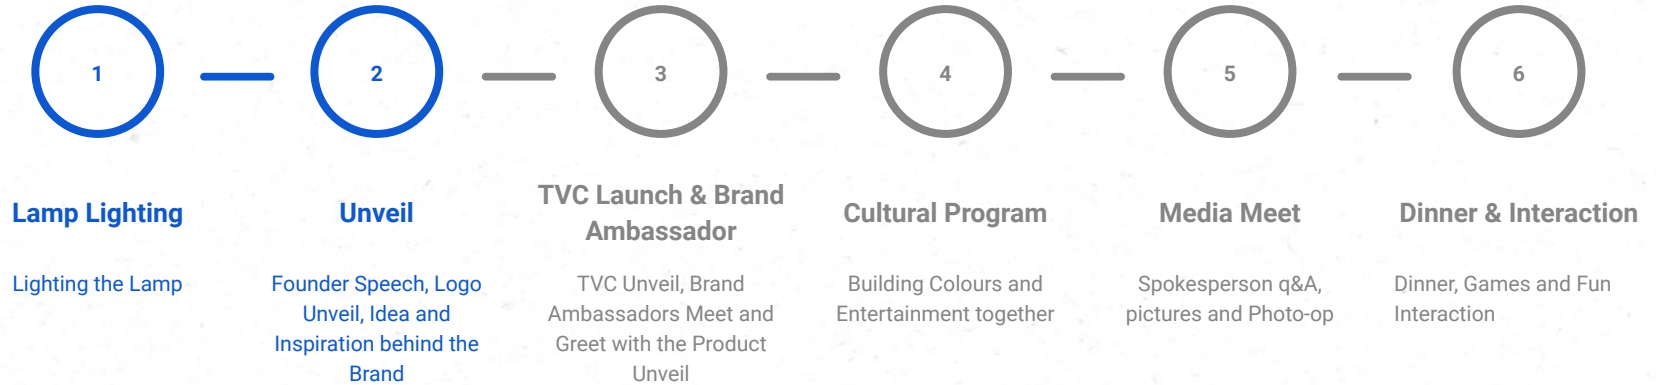 1
2
3
4
5
6
Lamp Lighting
Unveil
TVC Launch & Brand
Ambassador
Cultural Program
Media Meet
Dinner & Interaction
Lighting the Lamp
Founder Speech, Logo
Unveil, Idea and
Inspiration behind the
Brand
TVC Unveil, Brand
Ambassadors Meet and
Greet with the Product
Unveil
Building Colours and
Entertainment together
Spokesperson q&A,
pictures and Photo-op
Dinner, Games and Fun
Interaction